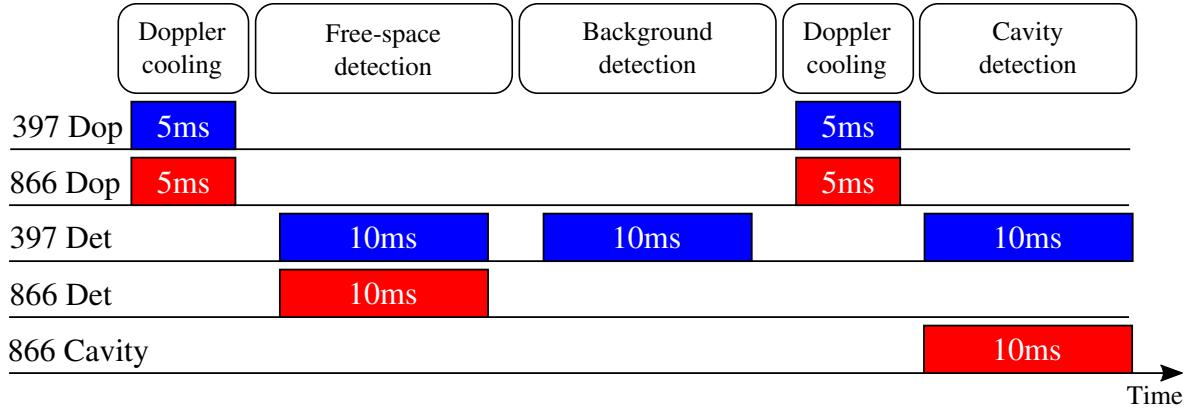 Doppler
cooling
Free-space
detection
Background
detection
Doppler
cooling
Cavity
detection
397 Dop
5ms
5ms
866 Dop
5ms
5ms
397 Det
10ms
10ms
10ms
866 Det
10ms
866 Cavity
10ms
Time